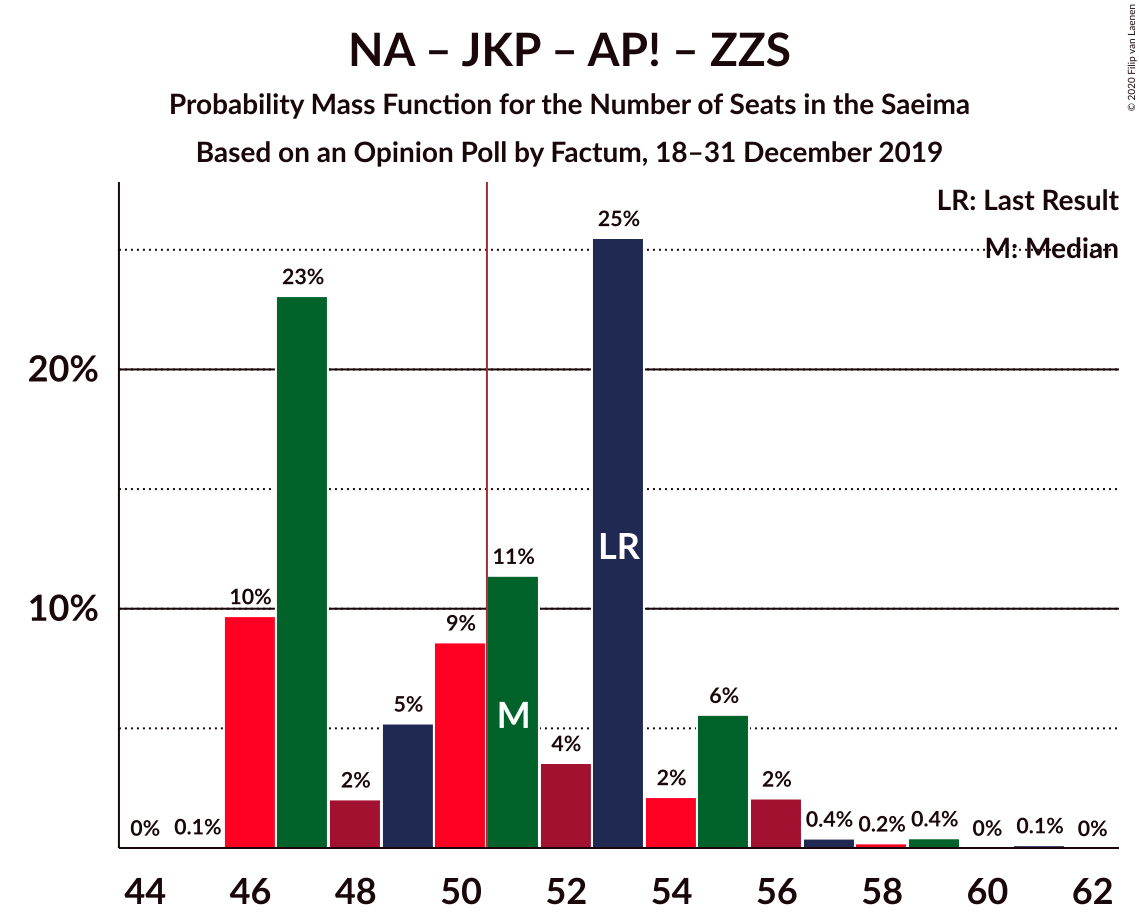 NA – JKP – AP! – ZZS
Probability Mass Function for the Number of Seats in the Saeima
Based on an Opinion Poll by Factum, 18–31 December 2019
© 2020 Filip van Laenen
LR: Last Result
M: Median
25%
23%
20%
11%
LR
10%
10%
9%
6%
5%
M
4%
2%
2%
2%
0%
0.1%
0.4%
0.2%
0.4%
0%
0.1%
0%
44 46 48 50 52 54 56 58 60 62